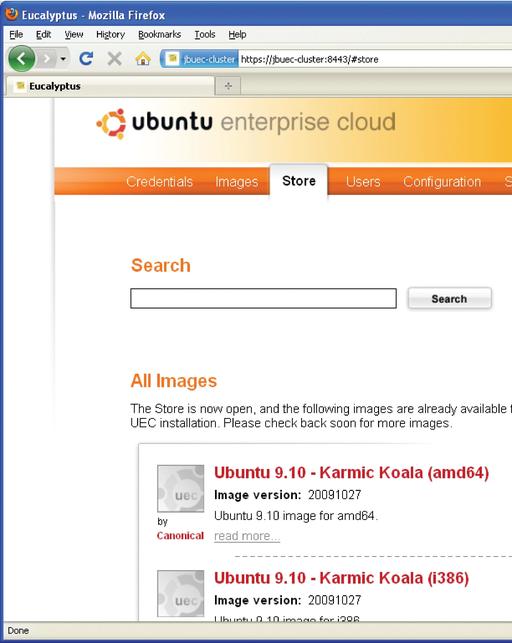 Eucalyptus - Mozilla Firefox
File Edit View History Bookmarks Tools Help
jbuec-cluster https://jbuec-cluster:8443/#store
Eucalyptus
ubuntu enterprise cloud
Credentials Images Store Users Configuration S
Search
Search
All Images
The Store is now open, and the following images are already available
UEC installation. Please check back soon for more images.
Ubuntu 9.10 - Karmic Koala (amd64)
uec
Image version: 20091027
by
Ubuntu 9.10 image for amd64.
Canonical
read more...
Ubuntu 9.10 - Karmic Koala (i386)
uec
Image version: 20091027
Ubuntu 9.10 image for i386
Done